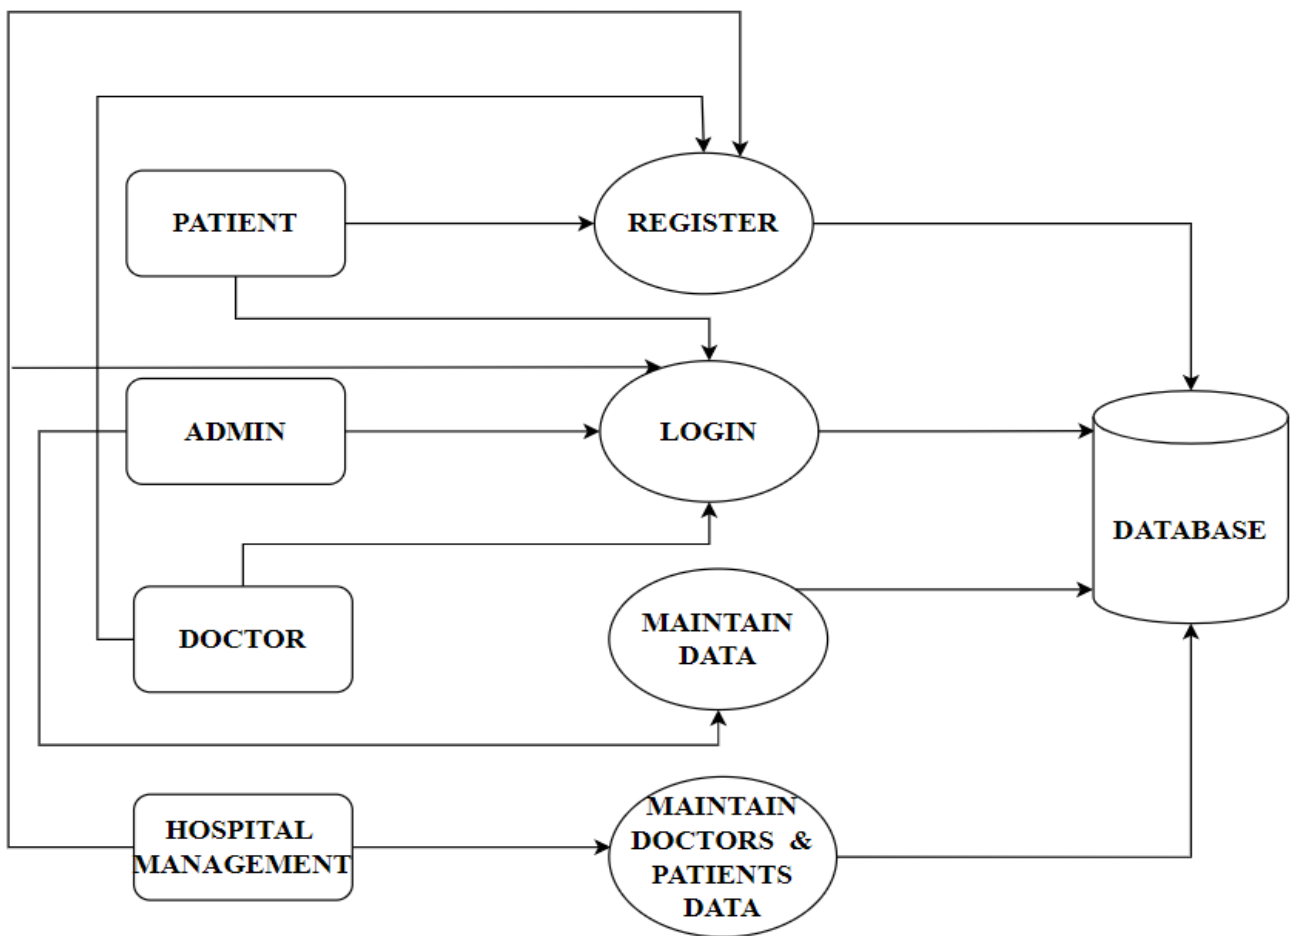 PATIENT
REGISTER
ADMIN
LOGIN
DATABASE
DOCTOR
MAINTAIN
DATA
HOSPITAL
MANAGEMENT
MAINTAIN
DOCTORS &
PATIENTS
DATA